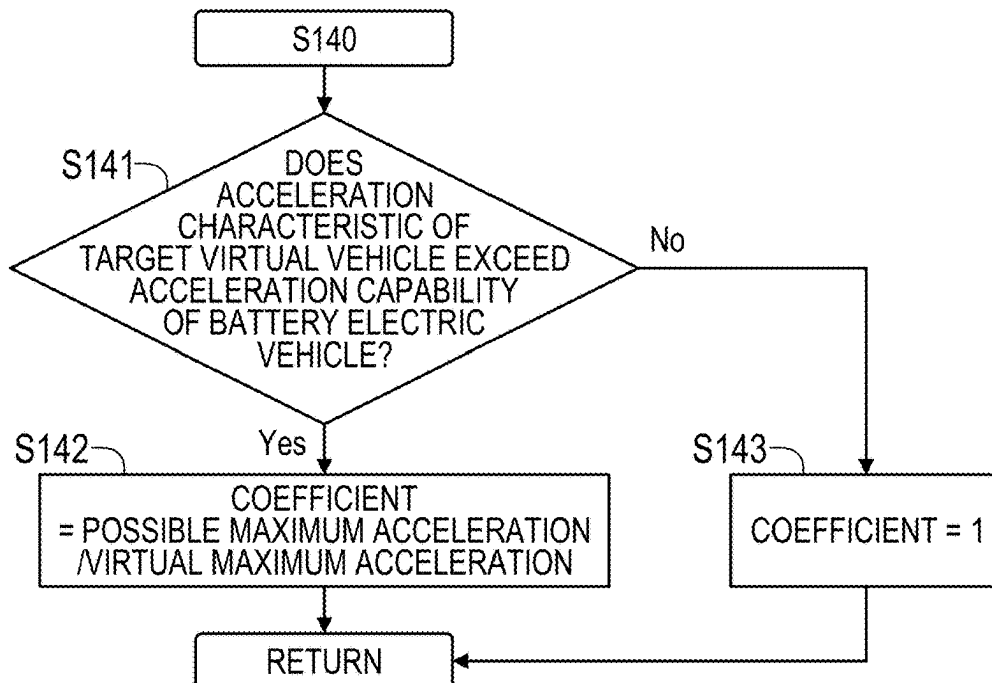 S140
S141
DOES
ACCELERATION
CHARACTERISTIC OF
TARGET VIRTUAL VEHICLE EXCEED
ACCELERATION CAPABILITY
OF BATTERY ELECTRIC
VEHICLE?
No
Yes
S142
COEFFICIENT
= POSSIBLE MAXIMUM ACCELERATION
/VIRTUAL MAXIMUM ACCELERATION
S143
COEFFICIENT = 1
RETURN